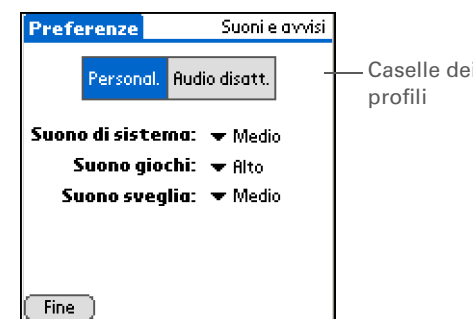 Preferenze Suoni e avvisi
Personal. Audio disatt.
Caselle dei
profili
Suono di sistema: Medio
Suono giochi: Alto
Suono sveglia: Medio
Fine